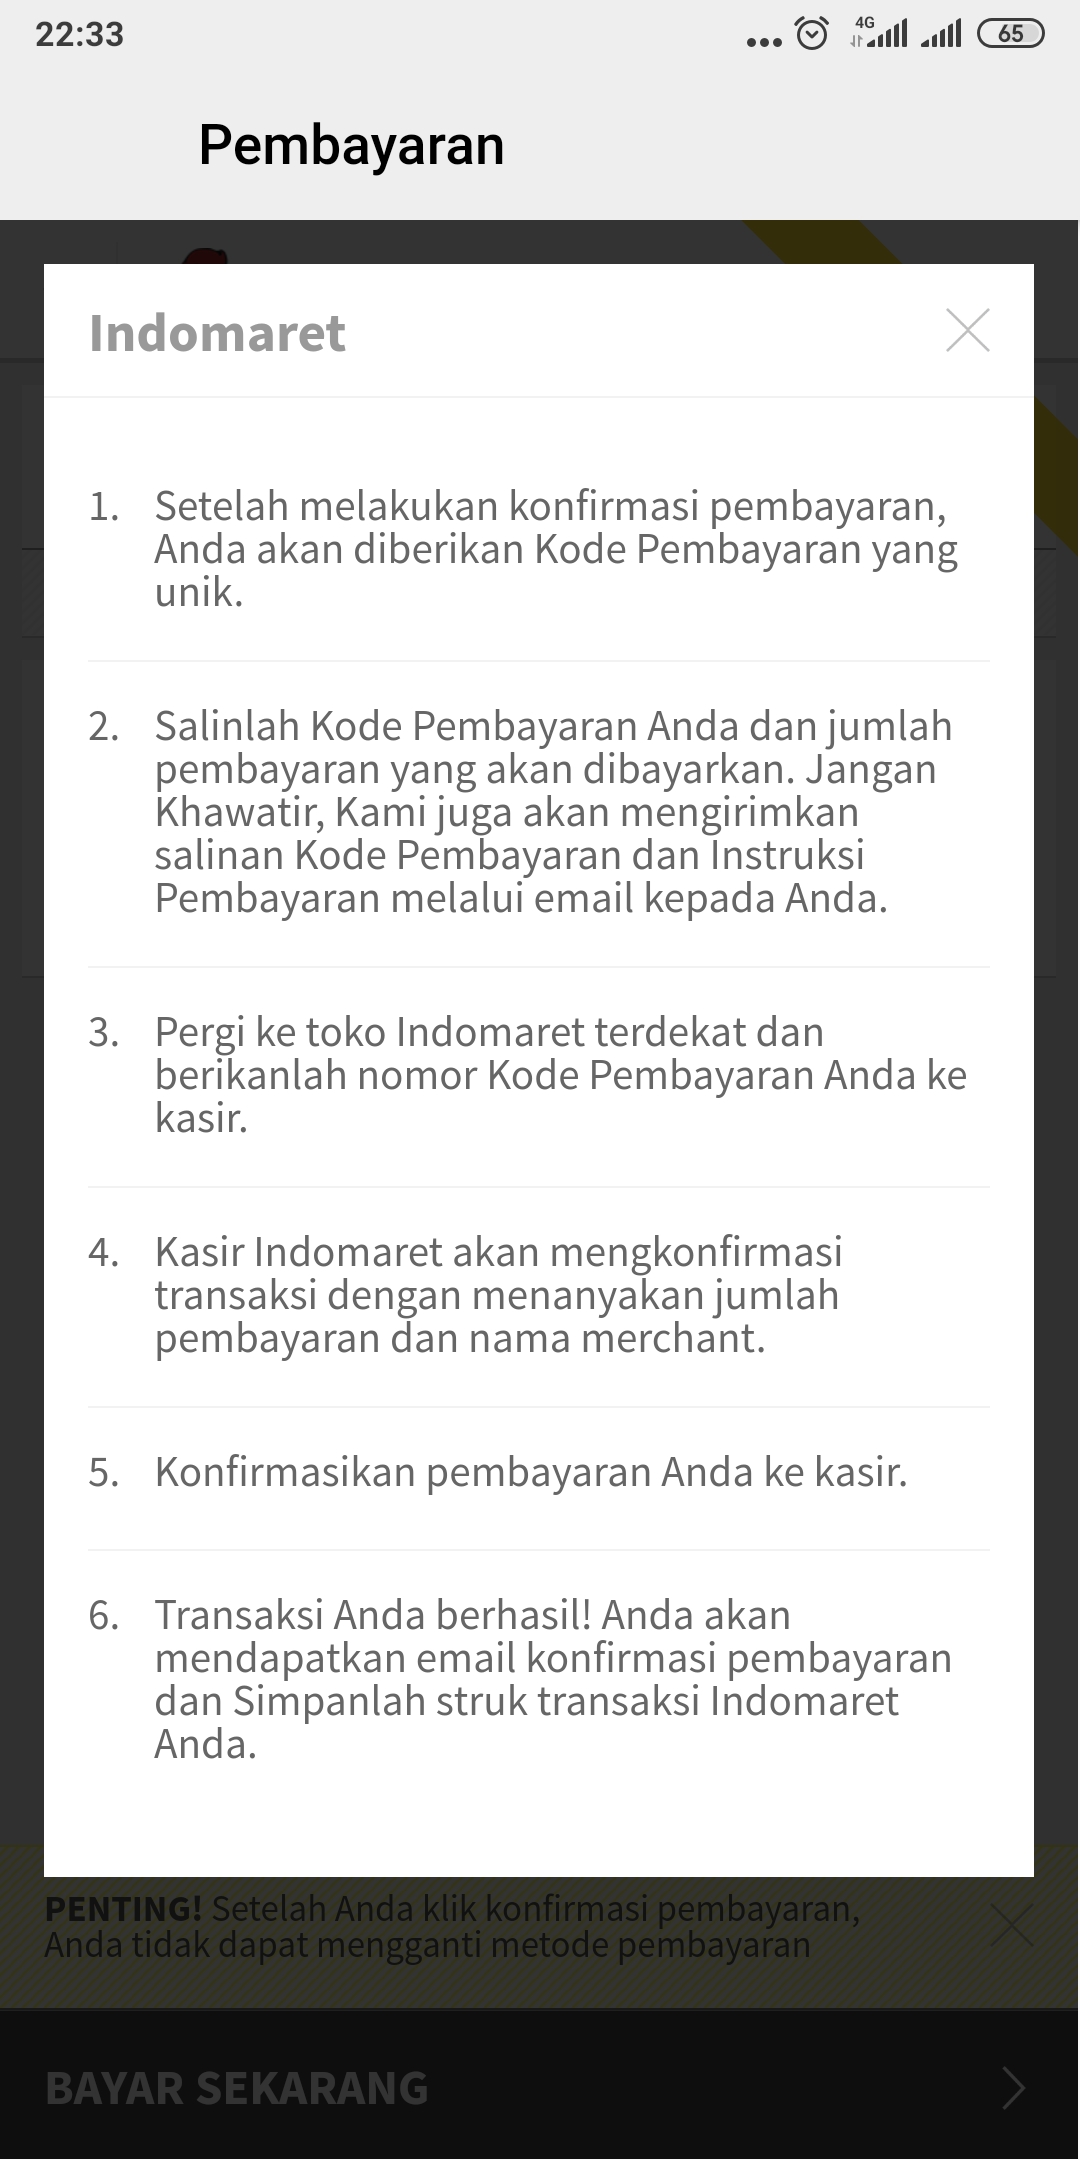 22:33
4G
65
Pembayaran
Indomaret
1. Setelah melakukan konfirmasi pembayaran,
Anda akan diberikan Kode Pembayaran yang
unik.
2. Salinlah Kode Pembayaran Anda dan jumlah
pembayaran yang akan dibayarkan. Jangan
Khawatir, Kami juga akan mengirimkan
salinan Kode Pembayaran dan Instruksi
Pembayaran melalui email kepada Anda.
3. Pergi ke toko Indomaret terdekat dan
berikanlah nomor Kode Pembayaran Anda ke
kasir.
4. Kasir Indomaret akan mengkonfirmasi
transaksi dengan menanyakan jumlah
pembayaran dan nama merchant.
5. Konfirmasikan pembayaran Anda ke kasir.
6. Transaksi Anda berhasil! Anda akan
mendapatkan email konfirmasi pembayaran
dan Simpanlah struk transaksi Indomaret
Anda.
PENTING! Setelah Anda klik konfirmasi pembayaran,
Anda tidak dapat mengganti metode pembayaran
BAYAR SEKARANG